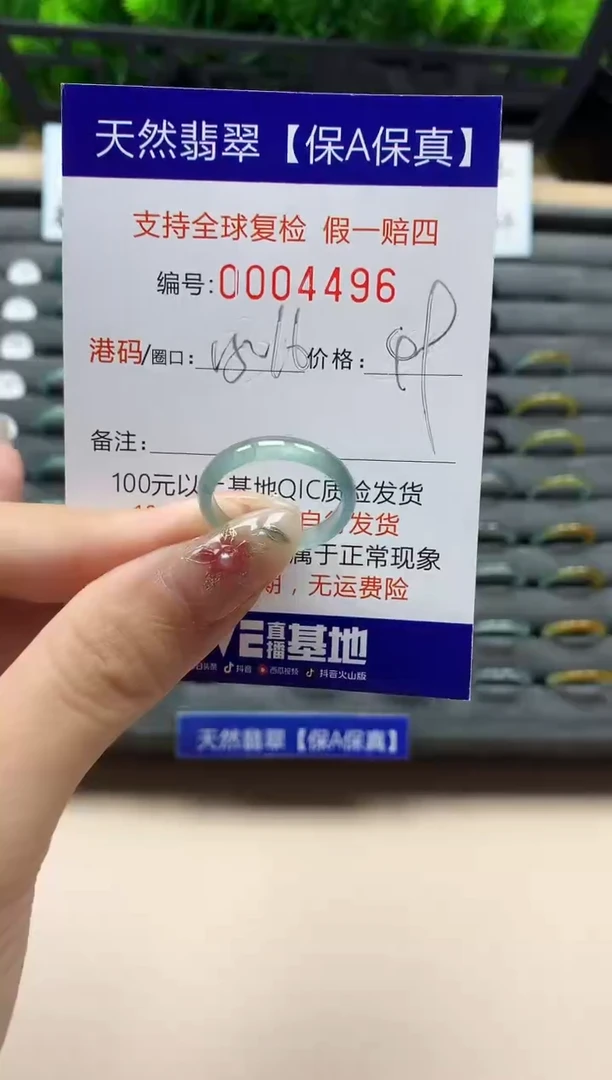 天然翡翠【保A保真】
支持全球复检 假一赔四
编号:0004496
港码/圈口: 价格:
备注:
100元以上基地QIC质检发货
自行发货
属于正常现象
期，无运费险
直播基地
抖音 西瓜视频 抖音火山版
天然翡翠【保A保真】